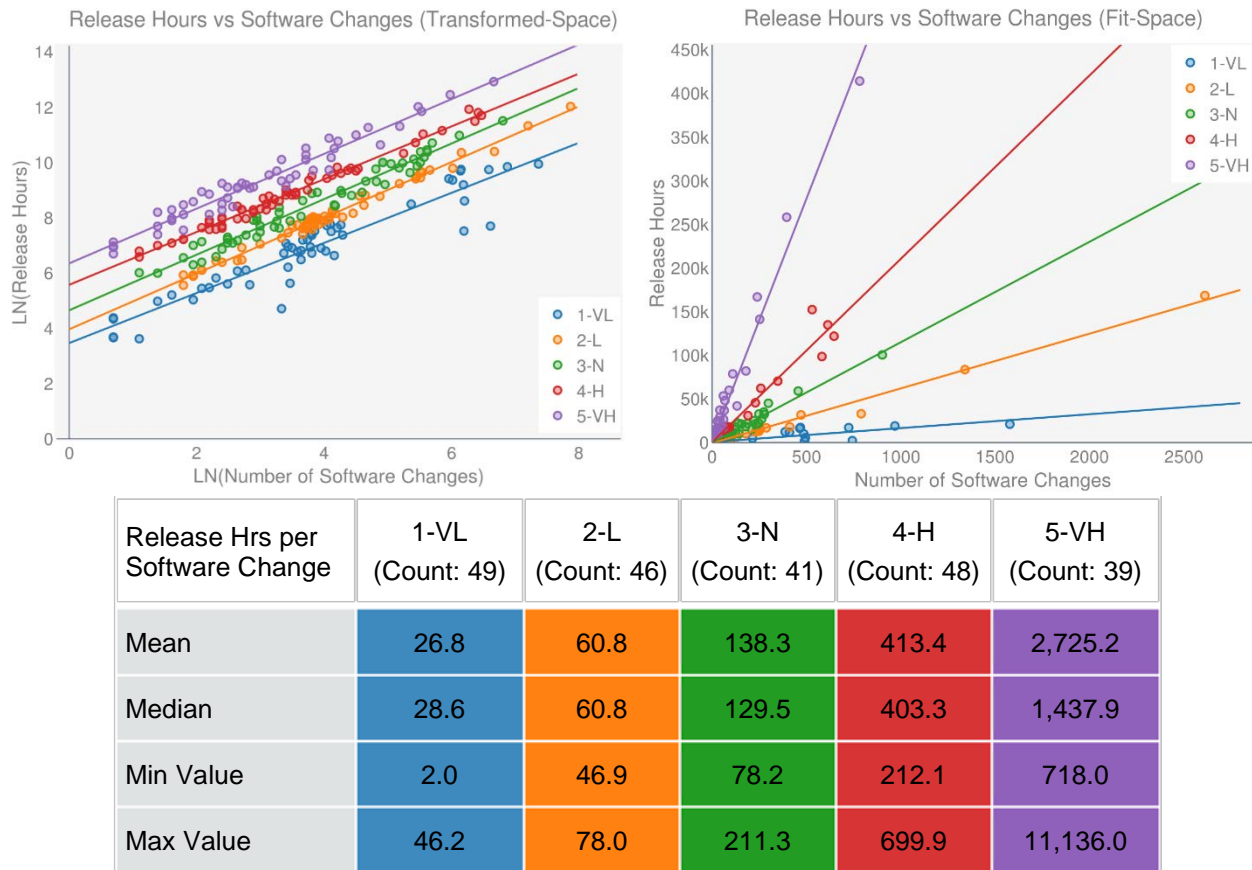 Release Hours vs Software Changes (Transformed-Space)
14
12
10
8
6
4
2
0
LN(Release Hours)
0
2
4
6
8
LN(Number of Software Changes)
1-VL
2-L
3-N
4-H
5-VH
Release Hours vs Software Changes (Fit-Space)
450k
400k
350k
300k
250k
200k
150k
100k
50k
0
Release Hours
0
500
1000
1500
2000
2500
Number of Software Changes
1-VL
2-L
3-N
4-H
5-VH
Release Hrs per
Software Change
1-VL
(Count: 49)
2-L
(Count: 46)
3-N
(Count: 41)
4-H
(Count: 48)
5-VH
(Count: 39)
Mean 26.8 60.8 138.3 413.4 2,725.2
Median 28.6 60.8 129.5 403.3 1,437.9
Min Value 2.0 46.9 78.2 212.1 718.0
Max Value 46.2 78.0 211.3 699.9 11,136.0